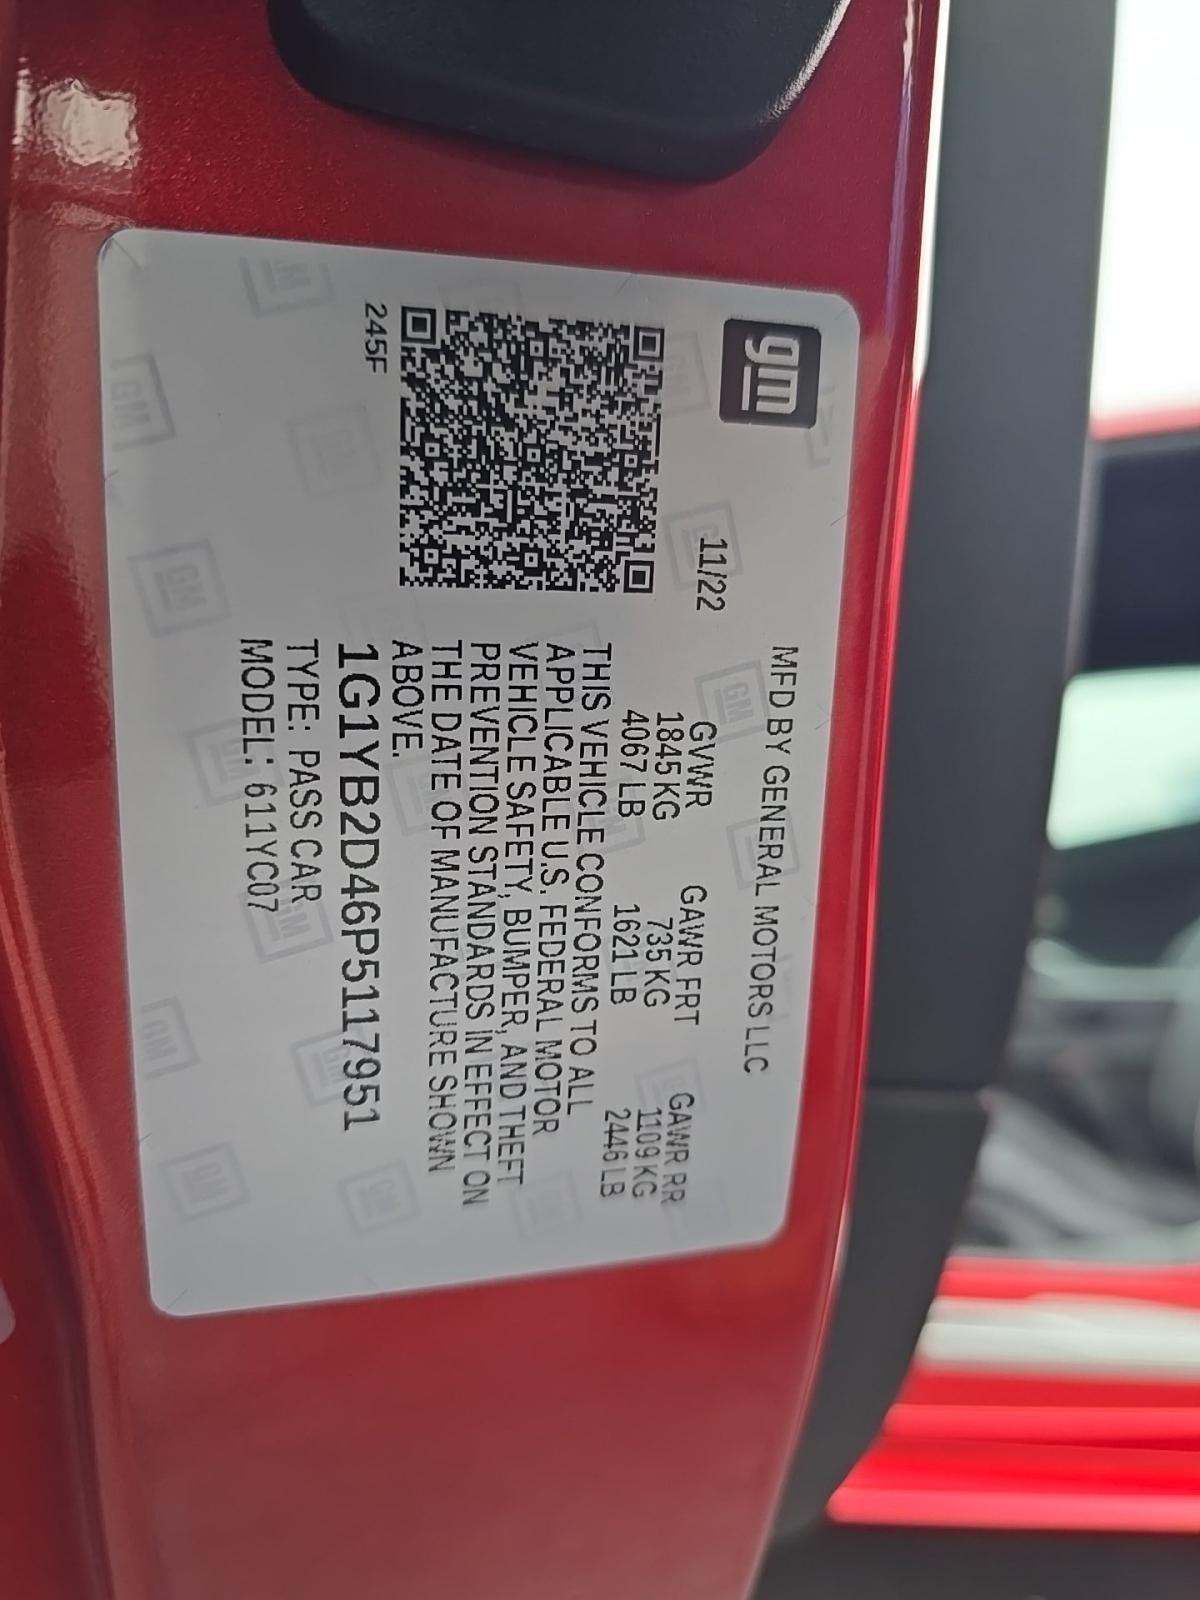 gm
MFD BY GENERAL MOTORS LLC
11/22
GVWR GAWR FRT GAWR RR
1845 KG 735 KG 1109 KG
4067 LB 1621 LB 2446 LB
THIS VEHICLE CONFORMS TO ALL
APPLICABLE U.S. FEDERAL MOTOR
VEHICLE SAFETY, BUMPER, AND THEFT
PREVENTION STANDARDS IN EFFECT ON
THE DATE OF MANUFACTURE SHOWN
ABOVE.
245F
1G1YB2D46P5117951
TYPE: PASS CAR
MODEL: 611YC07